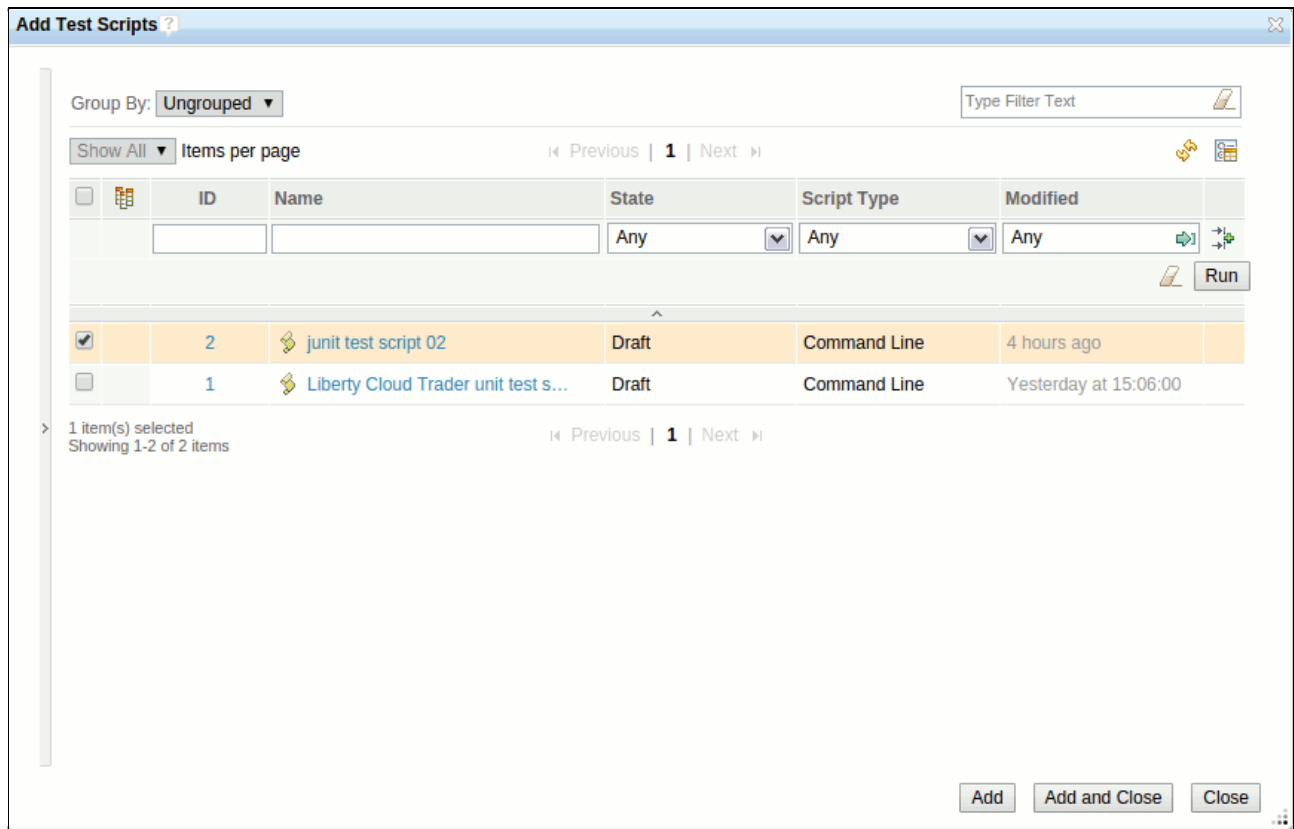 Add Test Scripts ?
Group By: Ungrouped
Type Filter Text
Show All Items per page Previous | 1 | Next
ID Name State Script Type Modified
Any Any Any
Run
2 junit test script 02 Draft Command Line 4 hours ago
1 Liberty Cloud Trader unit test s... Draft Command Line Yesterday at 15:06:00
1 item(s) selected
Showing 1-2 of 2 items
Previous | 1 | Next
Add Add and Close Close